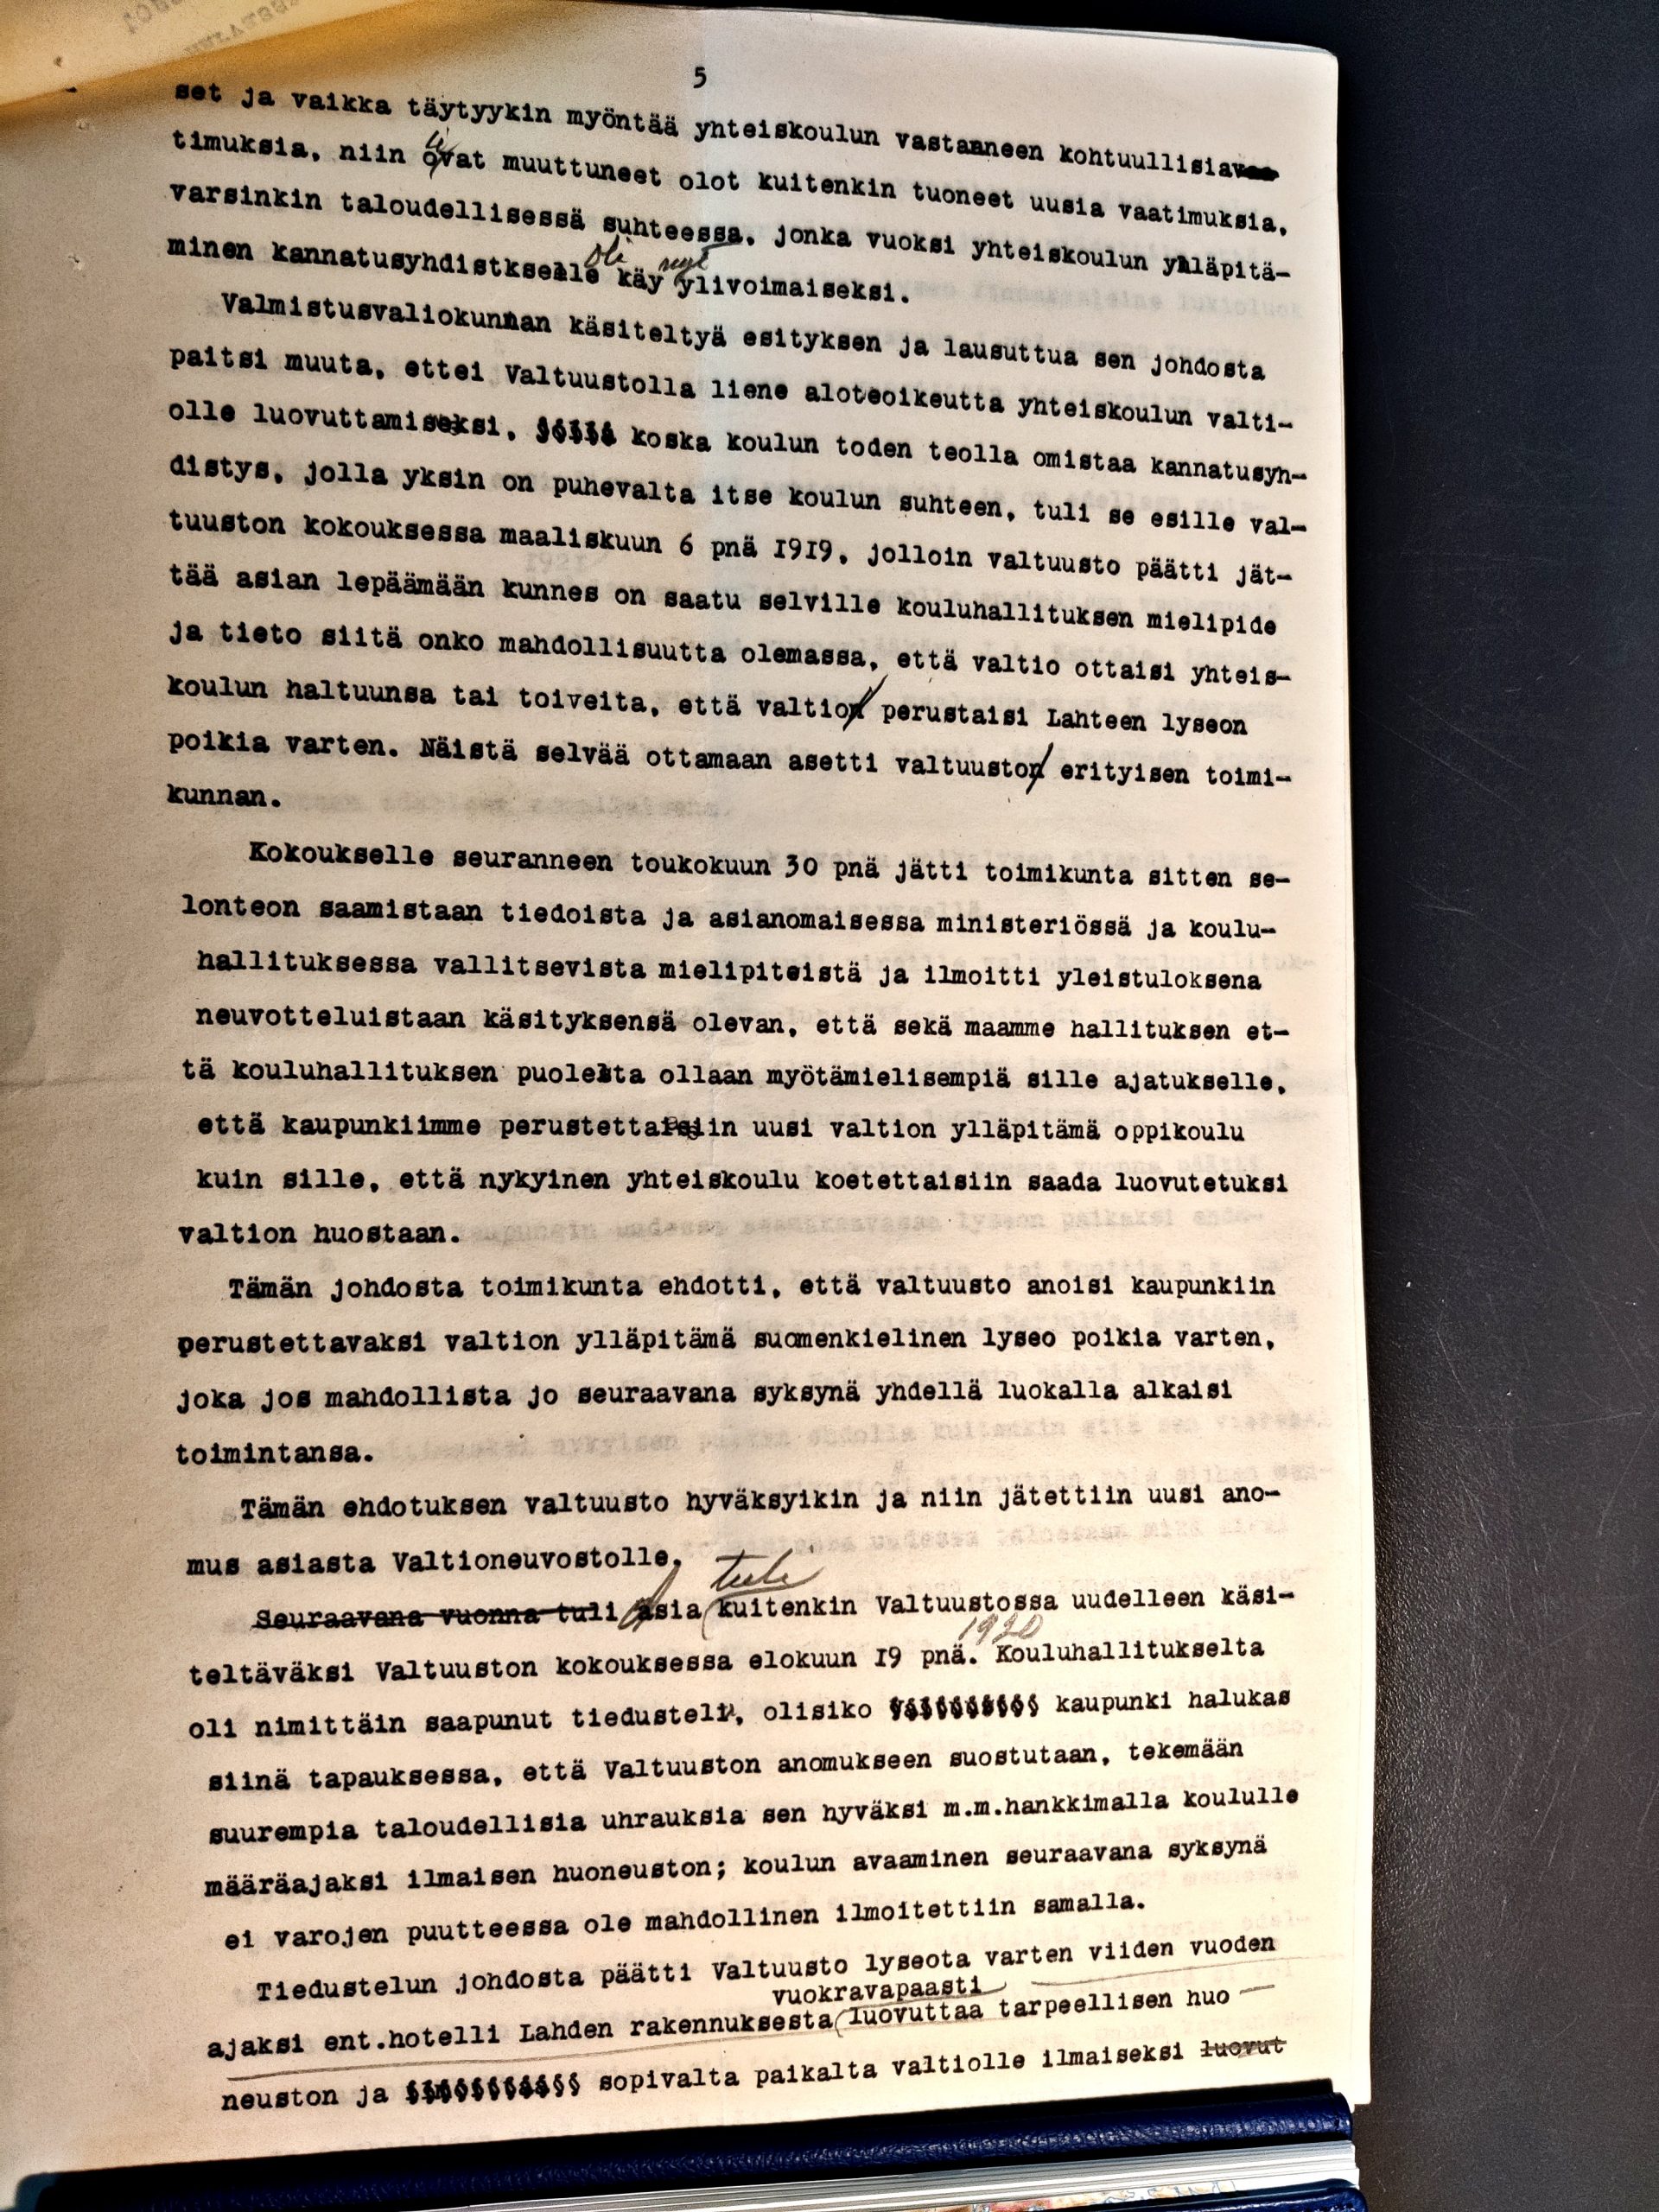 5
set ja vaikka täytyykin myöntää yhteiskoulun vastanneen kohtuullisia
timuksia, niin ovat muuttuneet olot kuitenkin tuoneet uusia vaatimuksia,
varsinkin taloudellisessä suhteessa, jonka vuoksi yhteiskoulun ylläpitä-
oli nyt
minen kannatusyhdistkselle käy ylivoimaiseksi.
Valmistusvaliokunnan käsiteltyä esityksen ja lausuttua sen johdosta
paitsi muuta, ettei Valtuustolla liene aloteoikeutta yhteiskoulun valti-
olle luovuttamiseksi, koska koulun toden teolla omistaa kannatusyh-
distys, jolla yksin on puhevalta itse koulun suhteen, tuli se esille val-
tuuston kokouksessa maaliskuun 6 pnä 1919, jolloin valtuusto päätti jät-
tää asian lepäämään kunnes on saatu selville kouluhallituksen mielipide
ja tieto siitä onko mahdollisuutta olemassa, että valtio ottaisi yhteis-
koulun haltuunsa tai toiveita, että valtion perustaisi Lahteen lyseon
poikia varten. Näistä selvää ottamaan asetti valtuuston erityisen toimi-
kunnan.
Kokoukselle seuranneen toukokuun 30 pnä jätti toimikunta sitten se-
lonteon saamistaan tiedoista ja asianomaisessa ministeriössä ja koulu-
hallituksessa vallitsevista mielipiteistä ja ilmoitti yleistuloksena
neuvotteluistaan käsityksensä olevan, että sekä maamme hallituksen et-
tä kouluhallituksen puolelta ollaan myötämielisempiä sille ajatukselle,
että kaupunkiimme perustettaisiin uusi valtion ylläpitämä oppikoulu
kuin sille, että nykyinen yhteiskoulu koetettaisiin saada luovutetuksi
valtion huostaan.
Tämän johdosta toimikunta ehdotti, että valtuusto anoisi kaupunkiin
perustettavaksi valtion ylläpitämä suomenkielinen lyseo poikia varten,
joka jos mahdollista jo seuraavana syksynä yhdellä luokalla alkaisi
toimintansa.
Tämän ehdotuksen valtuusto hyväksyikin ja niin jätettiin uusi ano-
mus asiasta Valtioneuvostolle.
tuli
Seuraavana vuonna tuli asia kuitenkin Valtuustossa uudelleen käsi-
1920
teltäväksi Valtuuston kokouksessa elokuun 19 pnä. Kouluhallitukselta
oli nimittäin saapunut tiedustelu, olisiko kaupunki halukas
siinä tapauksessa, että Valtuuston anomukseen suostutaan, tekemään
suurempia taloudellisia uhrauksia sen hyväksi m.m.hankkimalla koululle
määräajaksi ilmaisen huoneuston; koulun avaaminen seuraavana syksynä
ei varojen puutteessa ole mahdollinen ilmoitettiin samalla.
Tiedustelun johdosta päätti Valtuusto lyseota varten viiden vuoden
vuokravapaasti
ajaksi ent.hotelli Lahden rakennuksesta luovuttaa tarpeellisen huo
neuston ja sopivalta paikalta valtiolle ilmaiseksi luovut